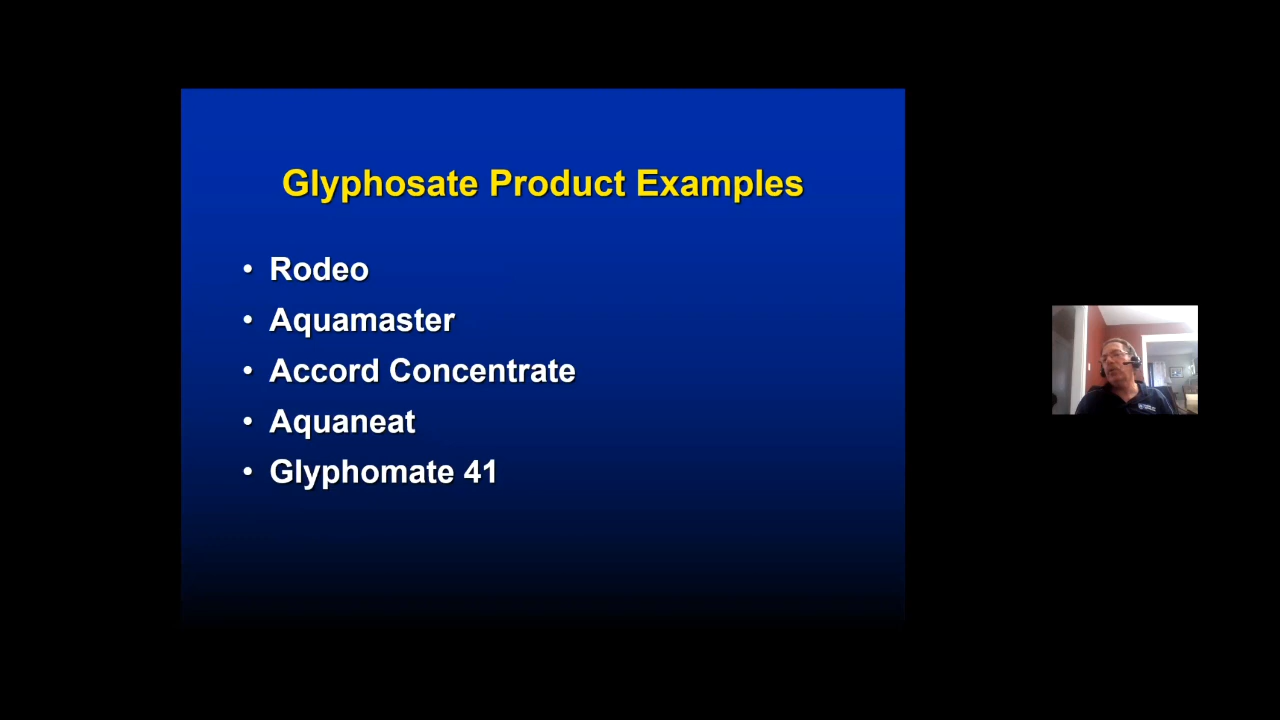 Glyphosate Product Examples
• Rodeo
• Aquamaster
• Accord Concentrate
• Aquaneat
• Glyphomate 41